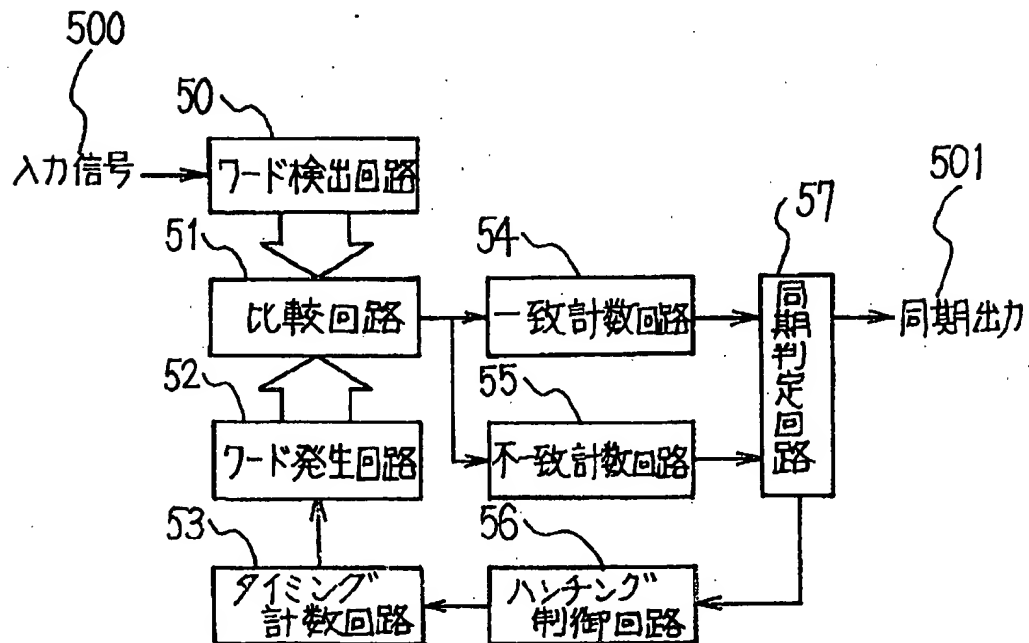 500
入力信号
50
ワード検出回路
51
比較回路
52
ワード発生回路
53
タイミング
計数回路
54
一致計数回路
55
不一致計数回路
56
ハンチング
制御回路
57
同期判定回路
501
同期出力